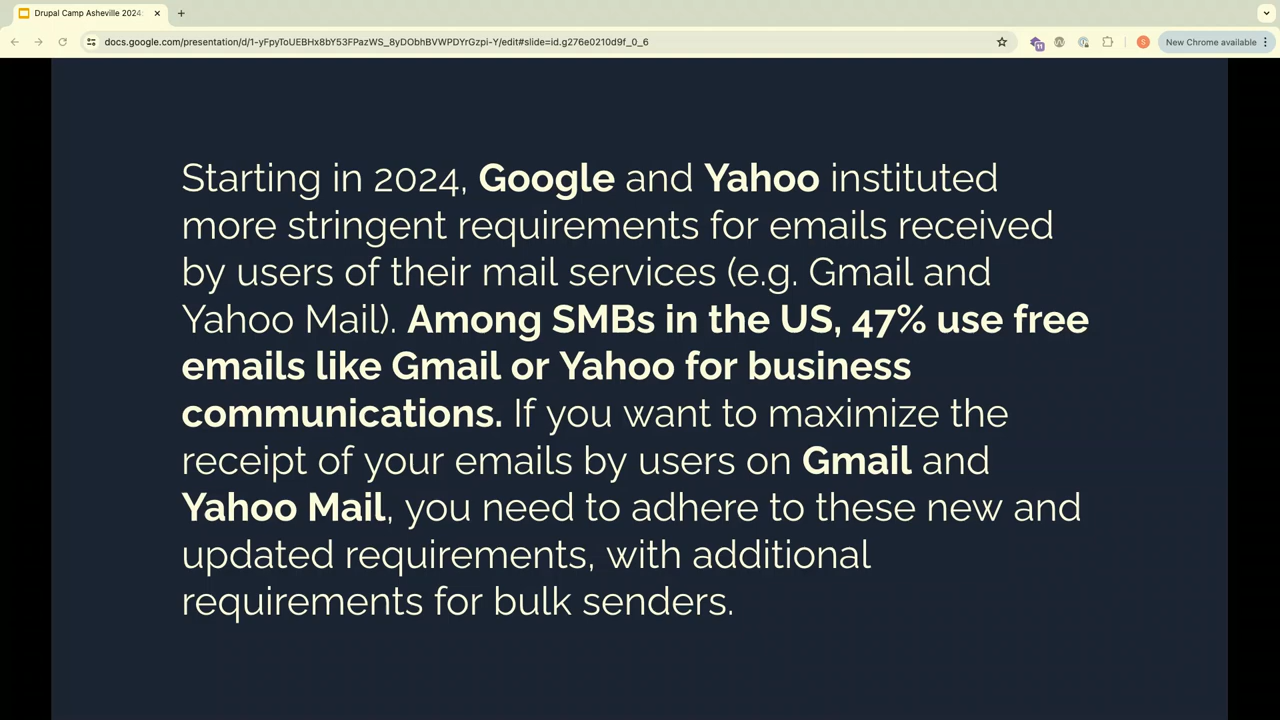 Drupal Camp Asheville 2024:
docs.google.com/presentation/d/1-yFpyToUEBHx8bY53FPazWS_8yDObhBVWPDYrGzpi-Y/edit#slide=id.g276e0210d9f_0_6
11
S
New Chrome available
Starting in 2024, Google and Yahoo instituted
more stringent requirements for emails received
by users of their mail services (e.g. Gmail and
Yahoo Mail). Among SMBs in the US, 47% use free
emails like Gmail or Yahoo for business
communications. If you want to maximize the
receipt of your emails by users on Gmail and
Yahoo Mail, you need to adhere to these new and
updated requirements, with additional
requirements for bulk senders.